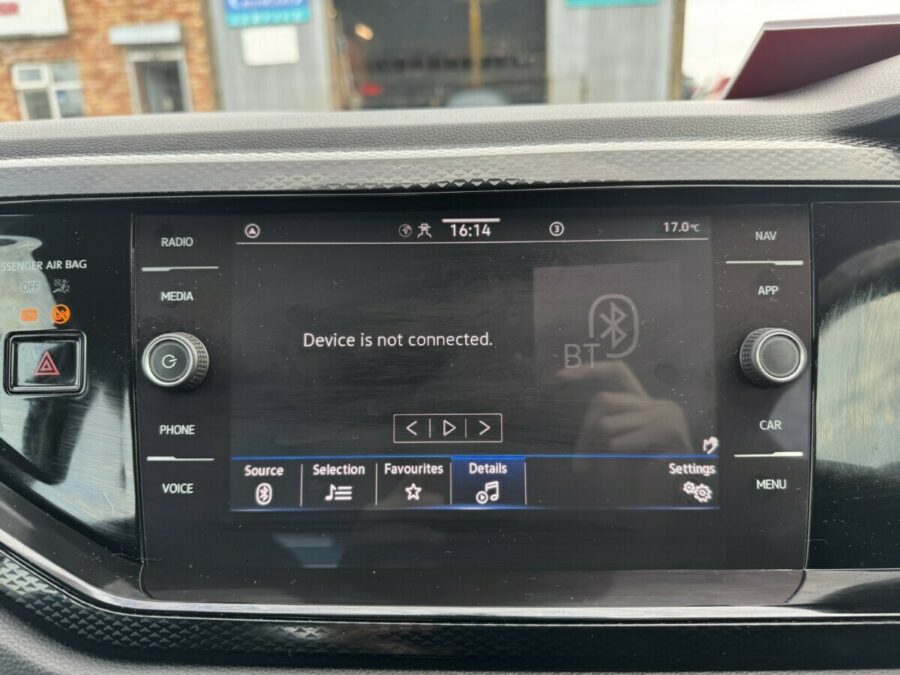 16:14
3
17.0°C
RADIO
MEDIA
PHONE
VOICE
SSENGER AIR BAG
OFF
Device is not connected.
BT
Source
Selection
Favourites
Details
Settings
NAV
APP
CAR
MENU